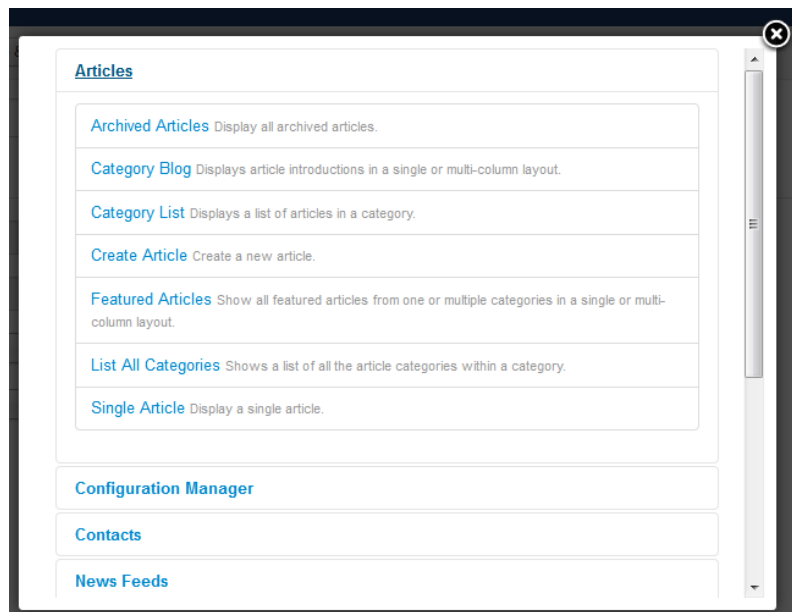 Articles
Archived Articles Display all archived articles.
Category Blog Displays article introductions in a single or multi-column layout.
Category List Displays a list of articles in a category.
Create Article Create a new article.
Featured Articles Show all featured articles from one or multiple categories in a single or multi-
column layout.
List All Categories Shows a list of all the article categories within a category.
Single Article Display a single article.
Configuration Manager
Contacts
News Feeds